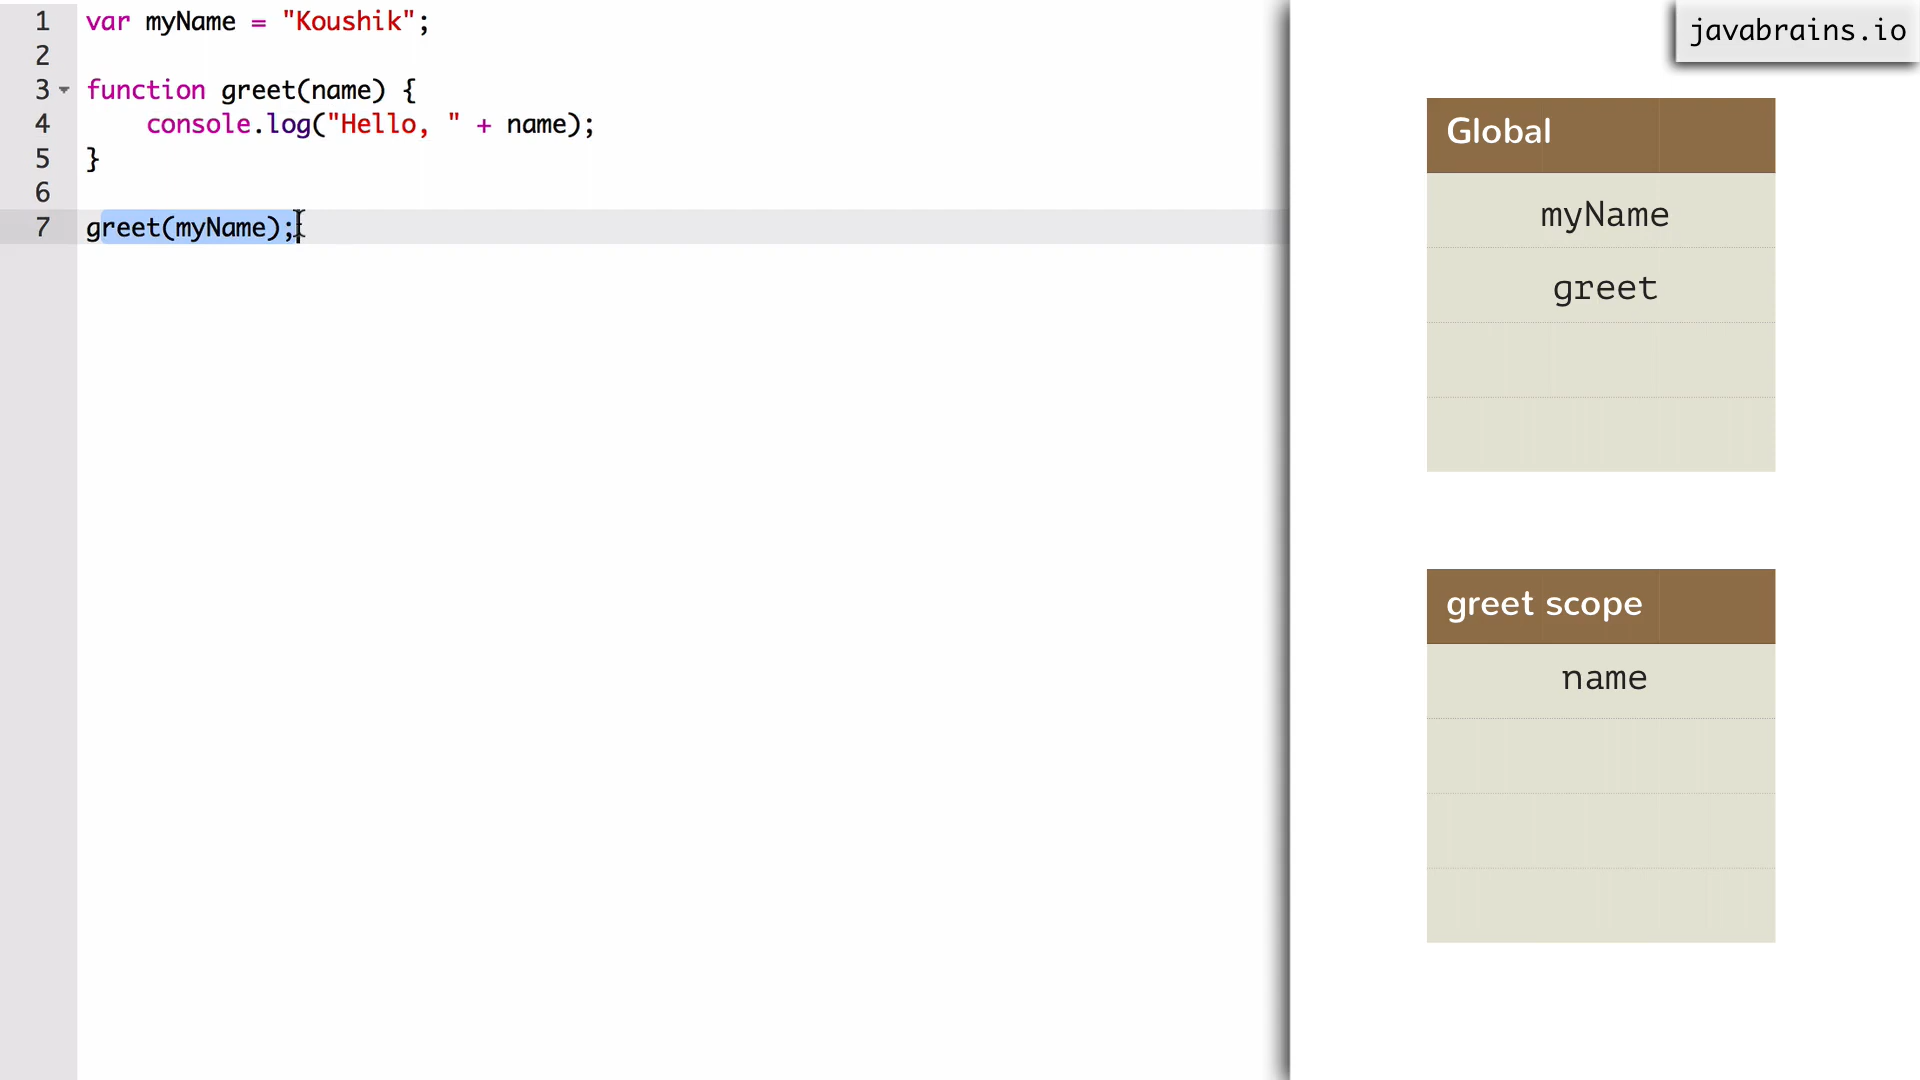 1 var myName = "Koushik";
2
3 function greet(name) {
4     console.log("Hello, " + name);
5 }
6
7 greet(myName);
javabrains.io
Global
myName
greet
greet scope
name